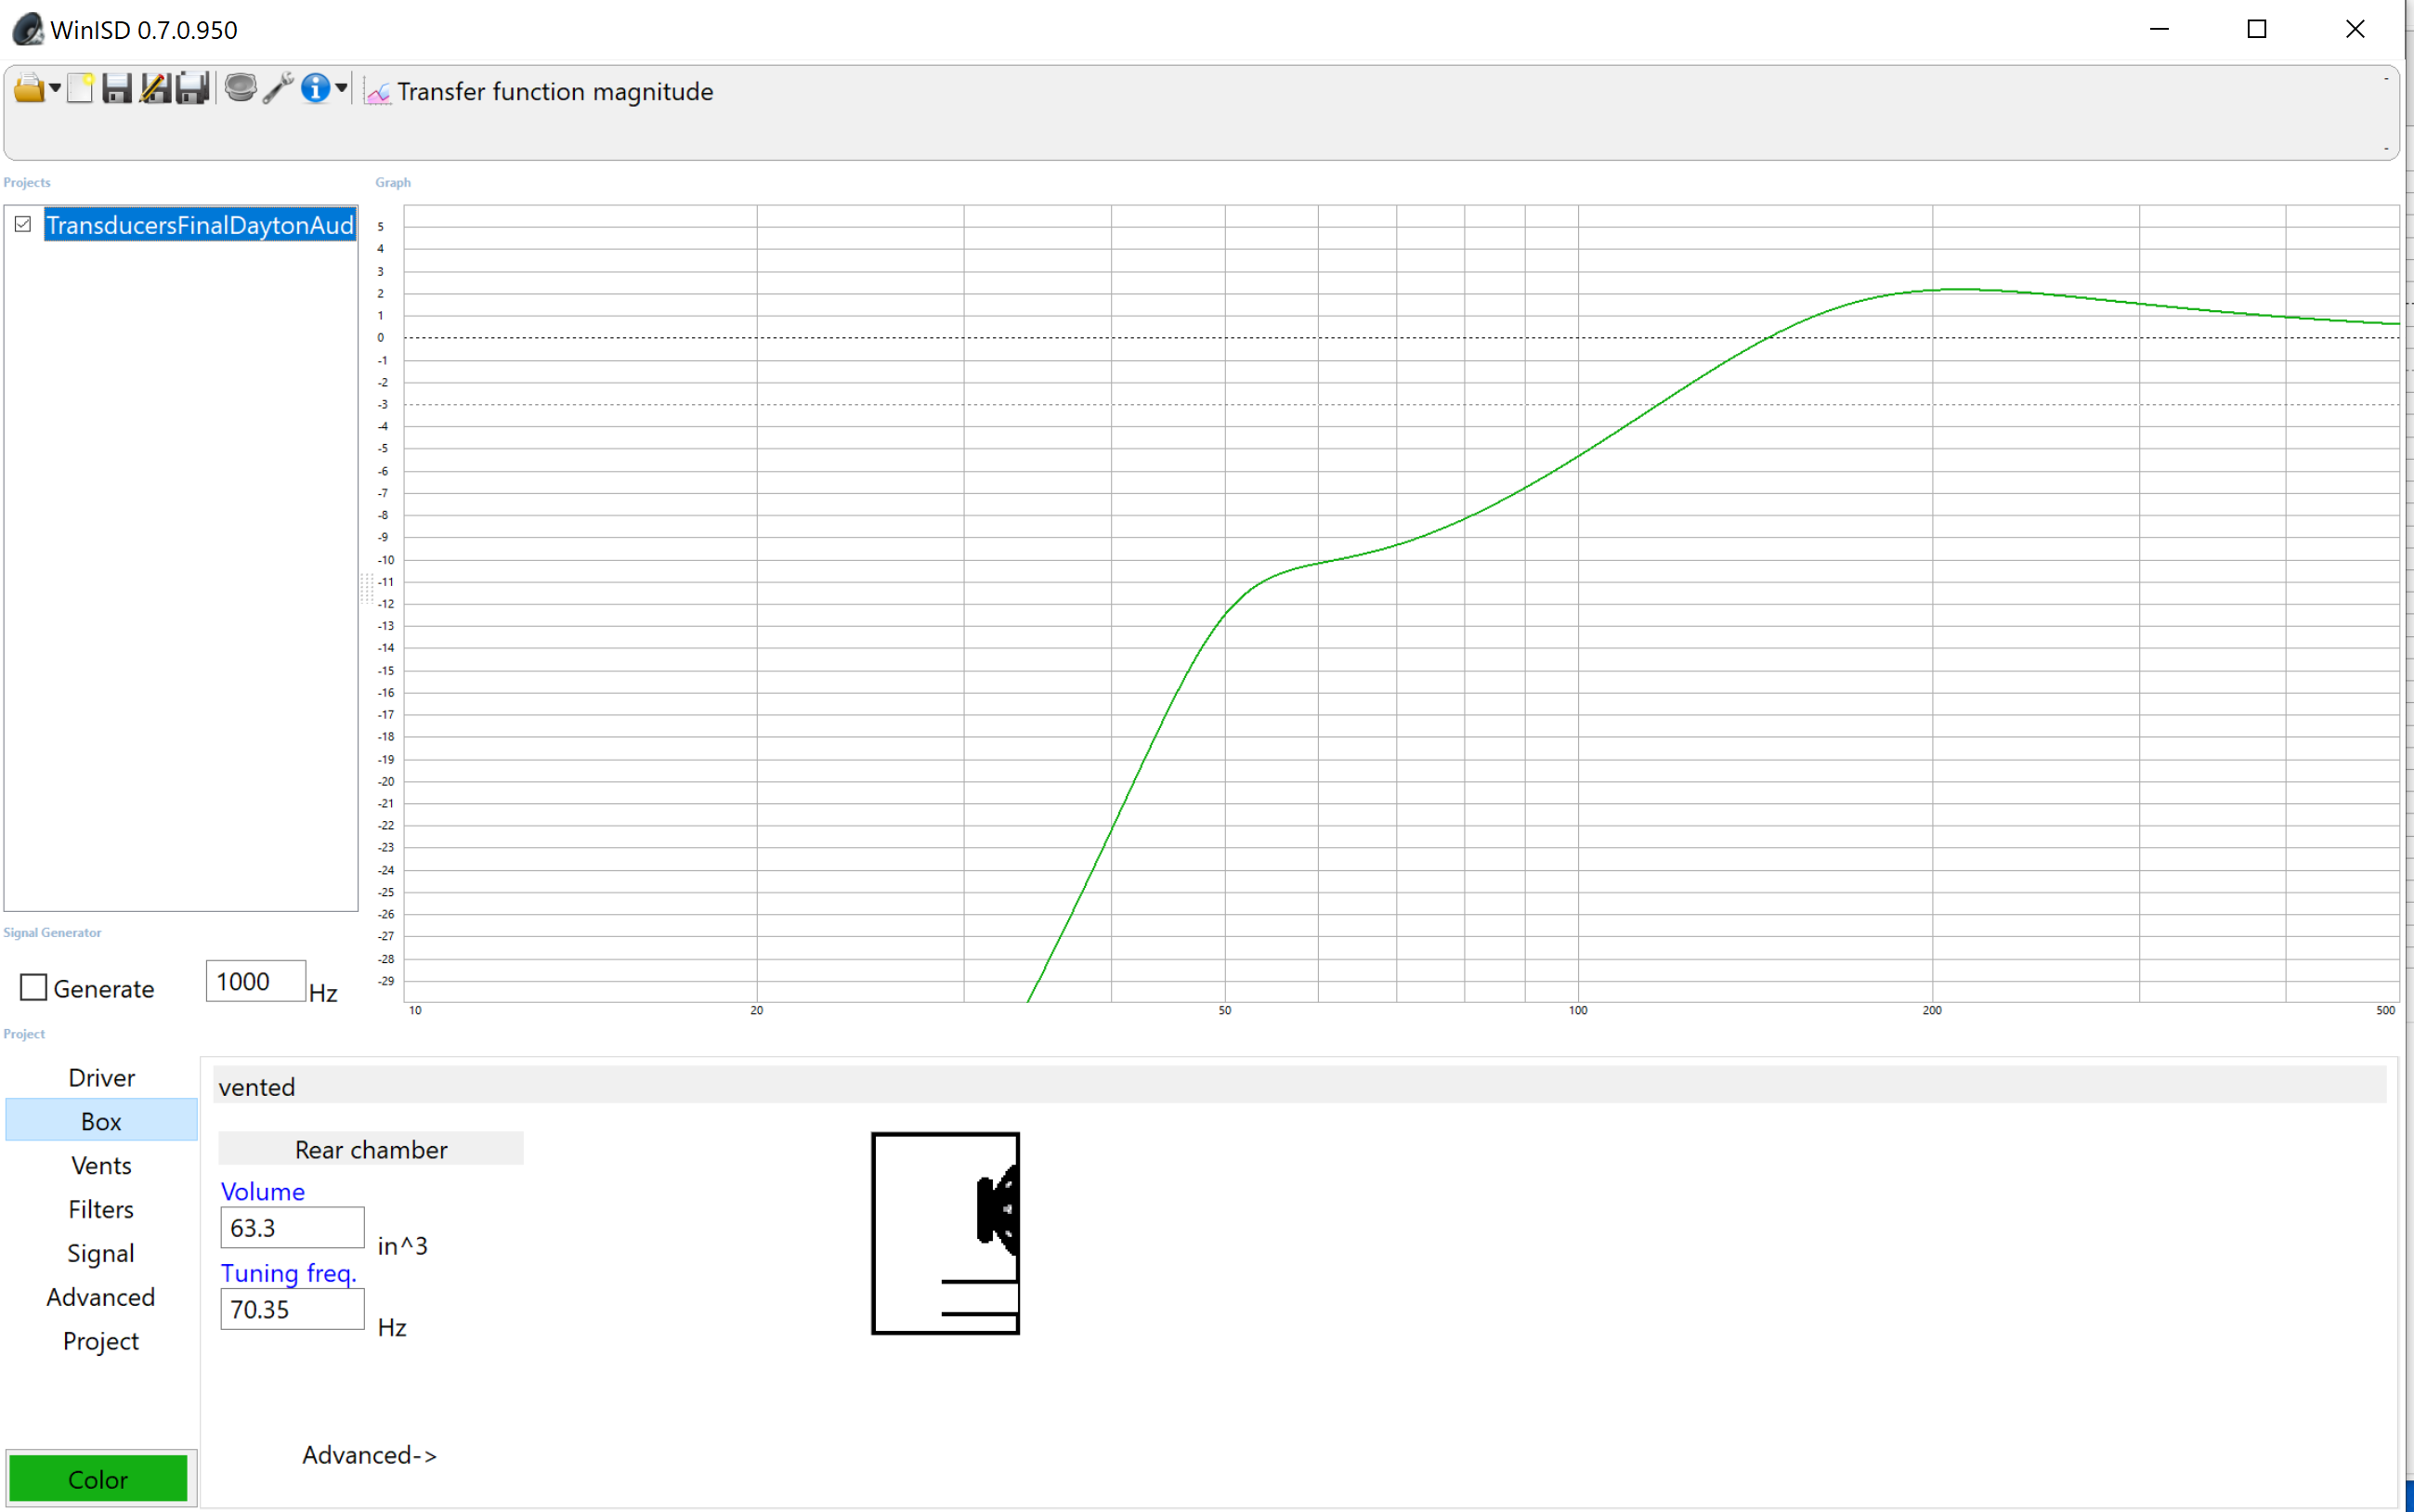 WinISD 0.7.0.950
Transfer function magnitude
Projects
Graph
TransducersFinalDaytonAud
5
4
3
2
1
0
-1
-2
-3
-4
-5
-6
-7
-8
-9
-10
-11
-12
-13
-14
-15
-16
-17
-18
-19
-20
-21
-22
-23
-24
-25
-26
-27
-28
-29
10 20 50 100 200 500
Signal Generator
Generate 1000 Hz
Project
Driver
Box
Vents
Filters
Signal
Advanced
Project
Color
vented
Rear chamber
Volume
63.3 in^3
Tuning freq.
70.35 Hz
Advanced->